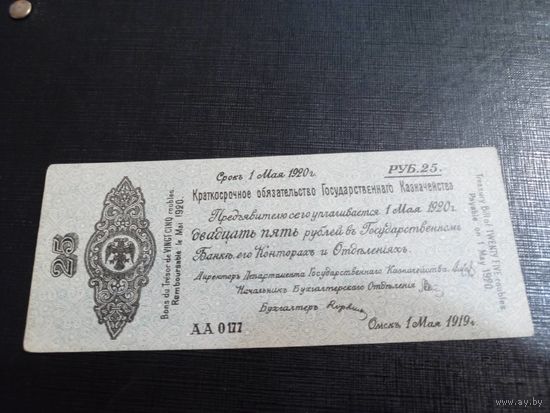 25
Bons du Trésor de VINGT CINQ roubles
Remboursable le Mai 1920.
Срокъ 1 Мая 1920г.
РУБ. 25.
Краткосрочное обязательство Государственнаго Казначейства
Предъявителю сего уплачивается 1 Мая 1920г.
двадцать пять рублей въ Государственномъ
Банкѣ, его Конторахъ и Отдѣленіяхъ.
Директоръ Департамента Государственнаго Казначейства
Начальникъ Бухгалтерскаго Отдѣленія
Бухгалтеръ
АА 0177
Омскъ 1 Мая 1919г.
Treasury Bill of TWENTY FIVE roubles
Payable on 1 May 1920
ay.by